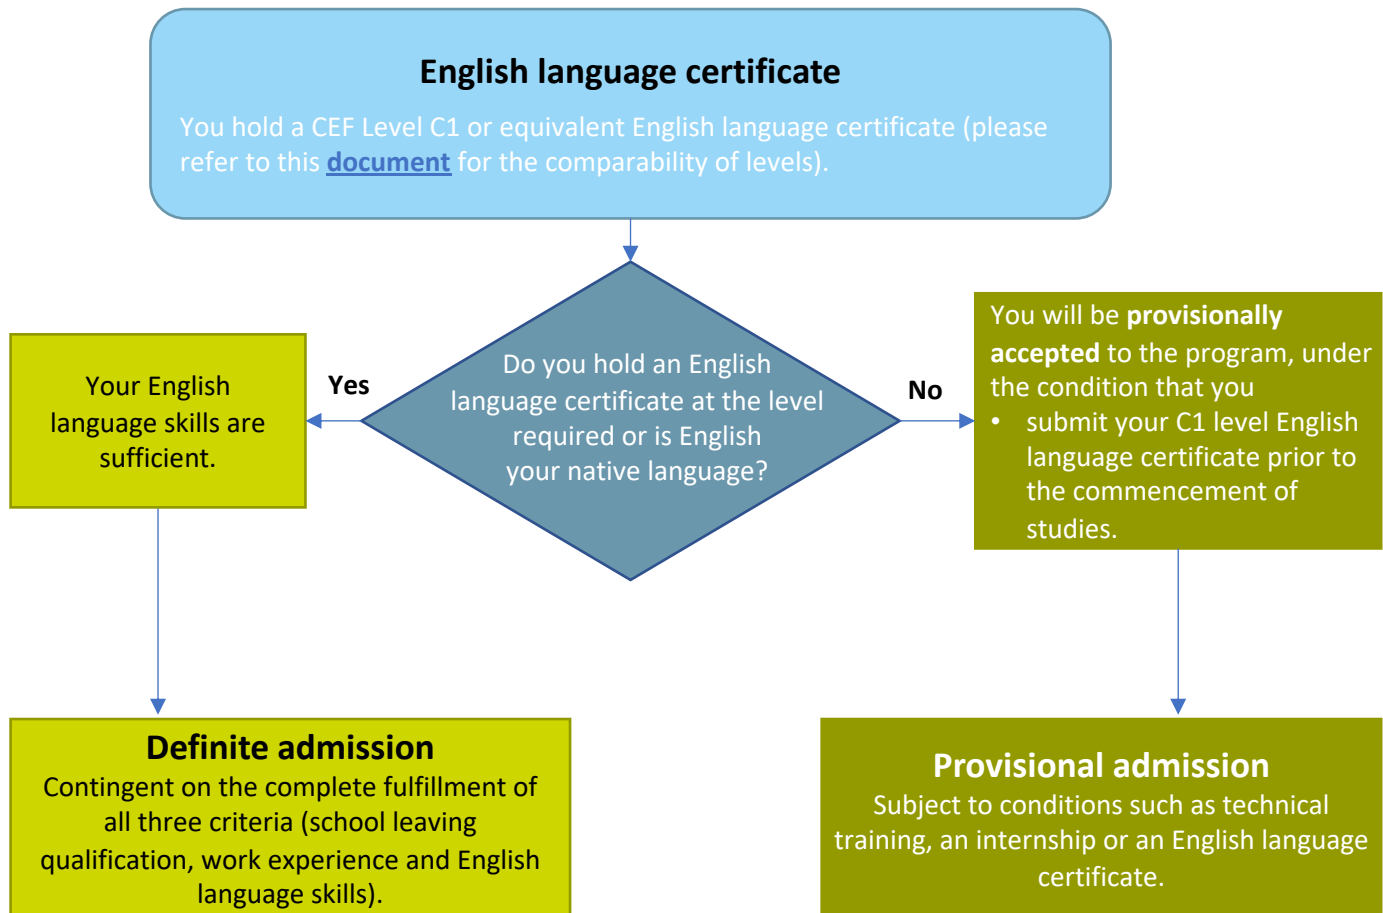 English language certificate
You hold a CEF Level C1 or equivalent English language certificate (please
refer to this document for the comparability of levels).
Do you hold an English
language certificate at the level
required or is English
your native language?
Yes
Your English
language skills are
sufficient.
No
You will be provisionally
accepted to the program, under
the condition that you
• submit your C1 level English
language certificate prior to
the commencement of
studies.
Definite admission
Contingent on the complete fulfillment of
all three criteria (school leaving
qualification, work experience and English
language skills).
Provisional admission
Subject to conditions such as technical
training, an internship or an English language
certificate.